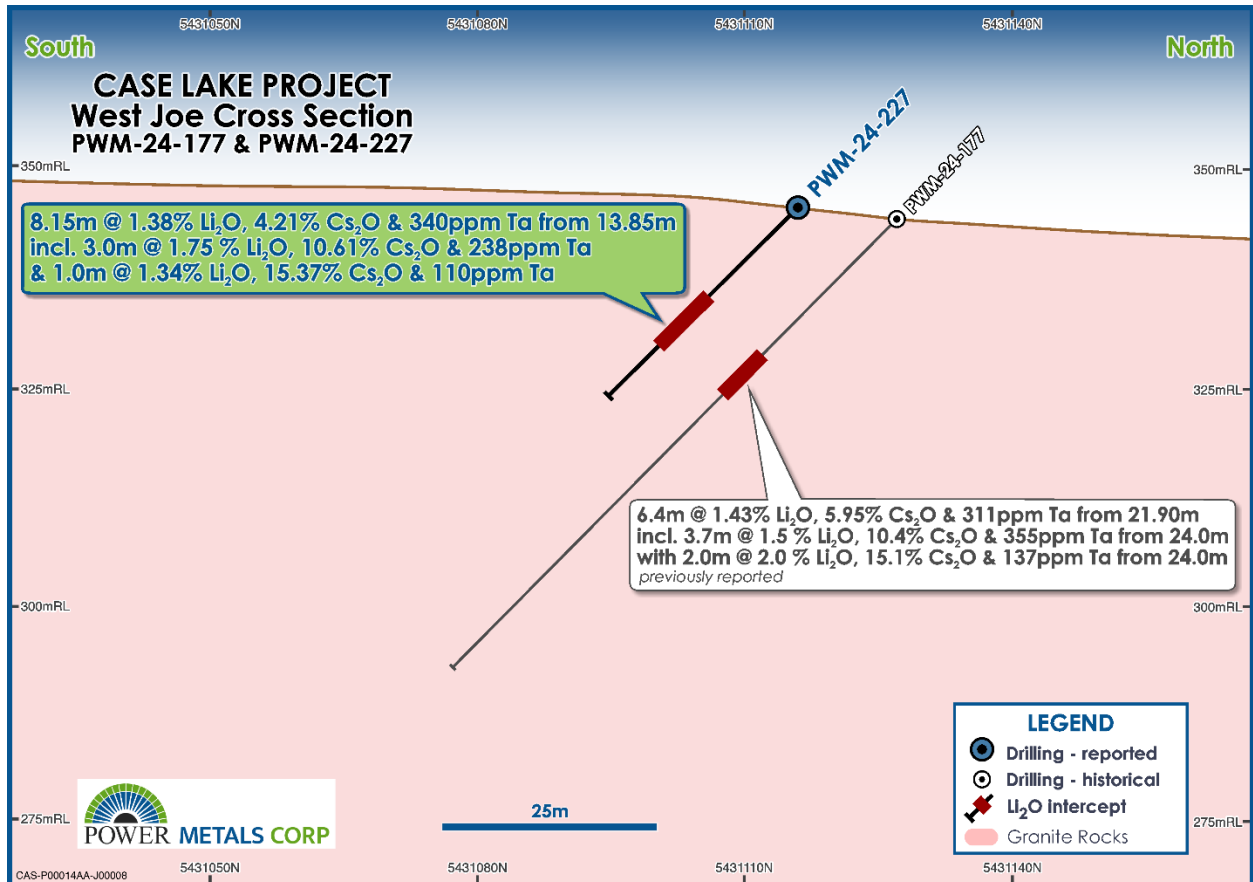 5431050N 5431080N 5431110N 5431140N
South
North
CASE LAKE PROJECT
West Joe Cross Section
PWM-24-177 & PWM-24-227
PWM-24-227
PWM-24-177
350mRL 350mRL
8.15m @ 1.38% Li₂O, 4.21% Cs₂O & 340ppm Ta from 13.85m
incl. 3.0m @ 1.75 % Li₂O, 10.61% Cs₂O & 238ppm Ta
& 1.0m @ 1.34% Li₂O, 15.37% Cs₂O & 110ppm Ta
325mRL 325mRL
6.4m @ 1.43% Li₂O, 5.95% Cs₂O & 311ppm Ta from 21.90m
incl. 3.7m @ 1.5 % Li₂O, 10.4% Cs₂O & 355ppm Ta from 24.0m
with 2.0m @ 2.0 % Li₂O, 15.1% Cs₂O & 137ppm Ta from 24.0m
previously reported
300mRL 300mRL
LEGEND
Drilling - reported
Drilling - historical
Li₂O intercept
Granite Rocks
POWER METALS CORP
25m
275mRL 275mRL
5431050N 5431080N 5431110N 5431140N
CAS-P00014AA-J00008